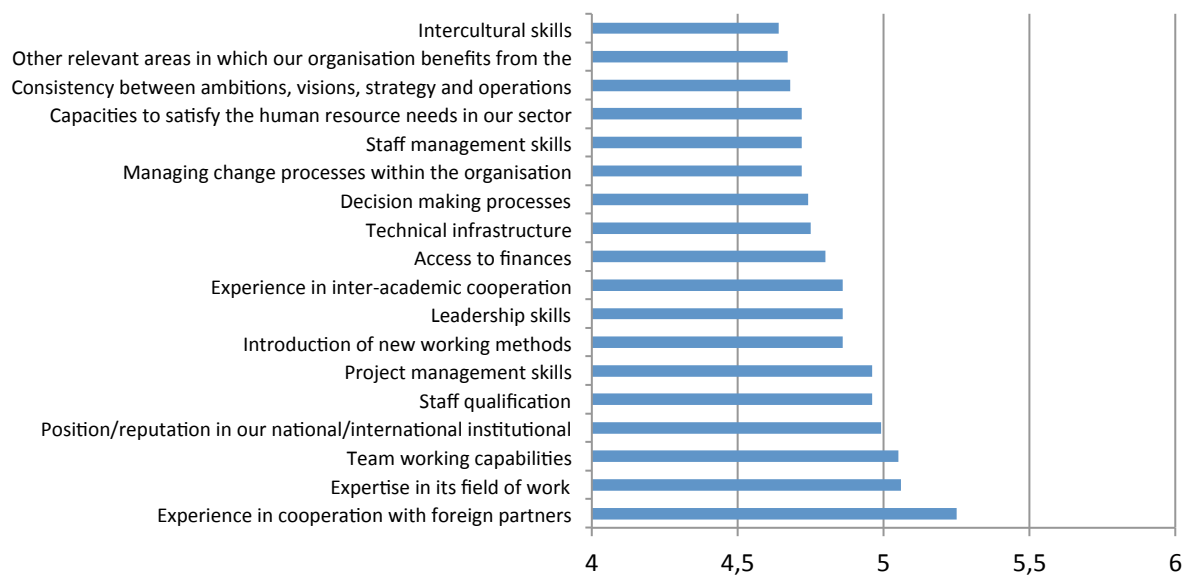 Intercultural skills
Other relevant areas in which our organisation benefits from the
Consistency between ambitions, visions, strategy and operations
Capacities to satisfy the human resource needs in our sector
Staff management skills
Managing change processes within the organisation
Decision making processes
Technical infrastructure
Access to finances
Experience in inter-academic cooperation
Leadership skills
Introduction of new working methods
Project management skills
Staff qualification
Position/reputation in our national/international institutional
Team working capabilities
Expertise in its field of work
Experience in cooperation with foreign partners
4 4,5 5 5,5 6